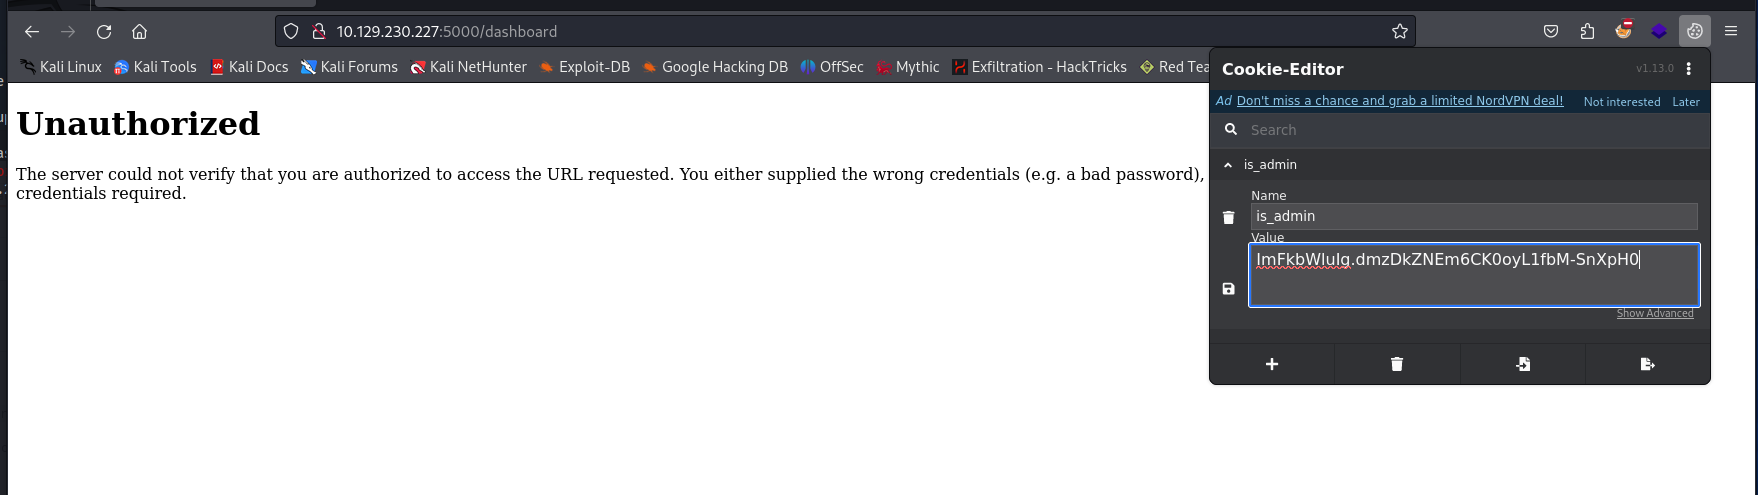 10.129.230.227:5000/dashboard
Kali Linux Kali Tools Kali Docs Kali Forums Kali NetHunter Exploit-DB Google Hacking DB OffSec Mythic Exfiltration - HackTricks Red Tea
Cookie-Editor v1.13.0
Ad Don't miss a chance and grab a limited NordVPN deal! Not interested Later
Search
is_admin
Name
is_admin
Value
ImFkbWluIg.dmzDkZNEm6CK0oyL1fbM-SnXpH0
Show Advanced
Unauthorized
The server could not verify that you are authorized to access the URL requested. You either supplied the wrong credentials (e.g. a bad password),
credentials required.